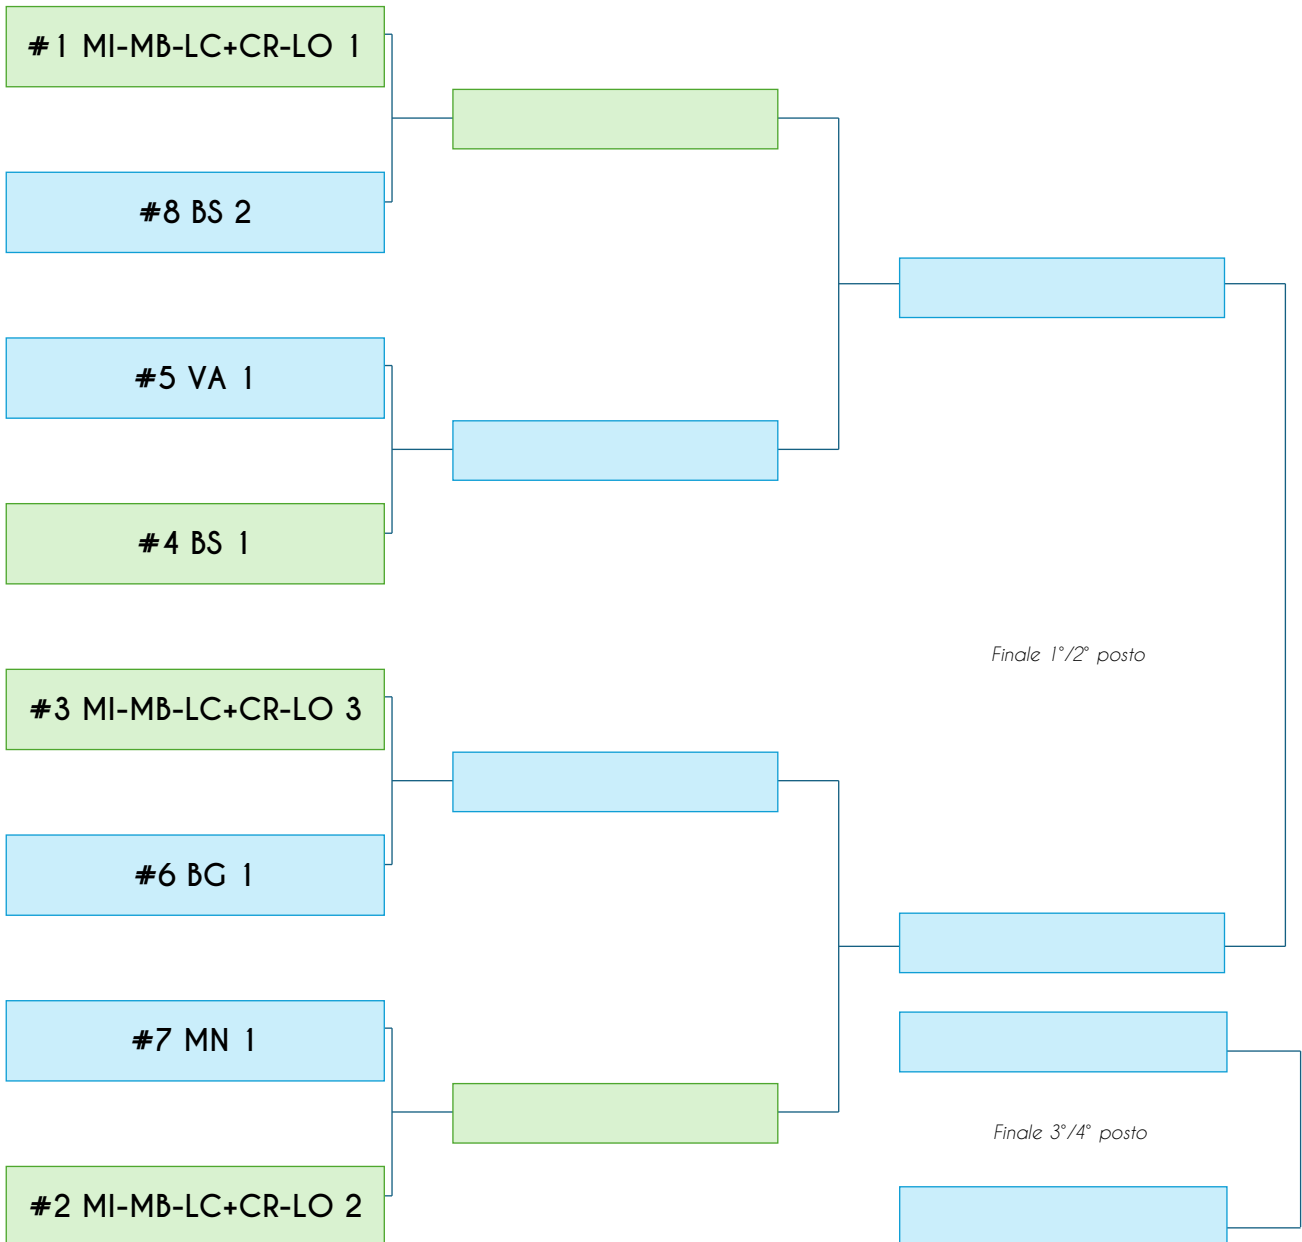 #1 MI-MB-LC+CR-LO 1
#8 BS 2
#5 VA 1
#4 BS 1
Finale 1°/2° posto
#3 MI-MB-LC+CR-LO 3
#6 BG 1
#7 MN 1
Finale 3°/4° posto
#2 MI-MB-LC+CR-LO 2